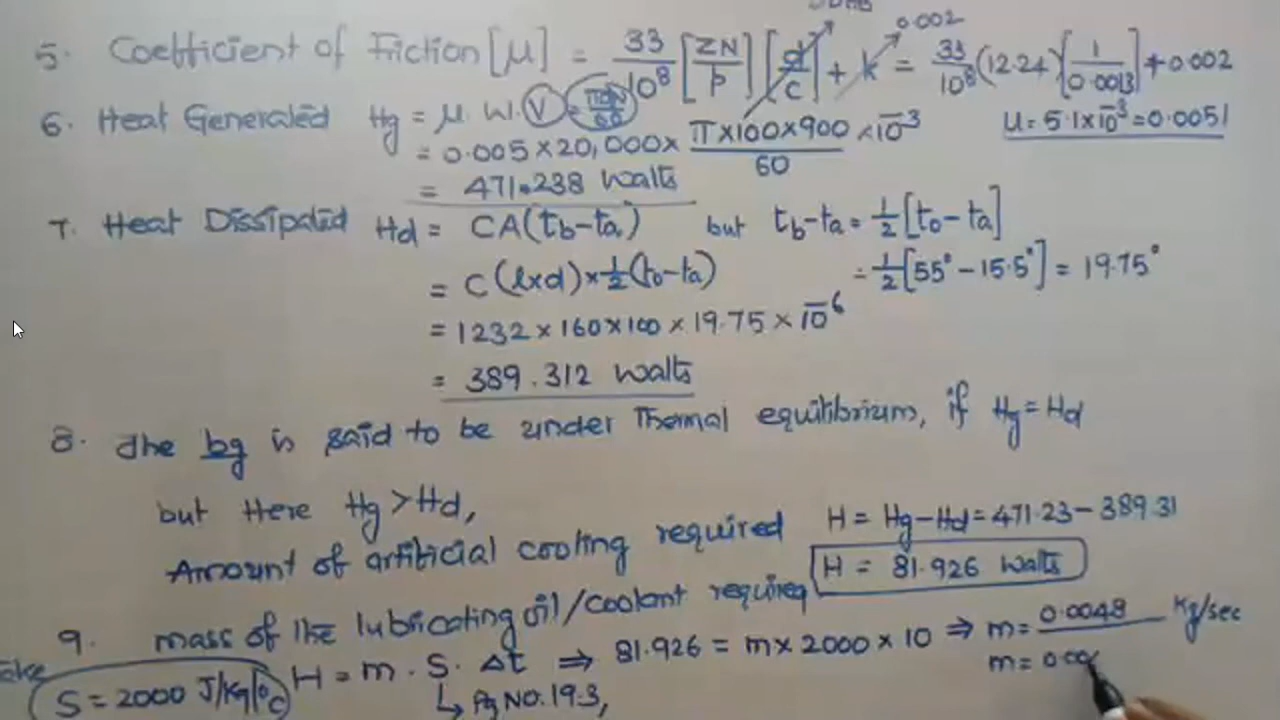 5. Coefficient of Friction [μ] = 33/10⁸ [ZN/p] [d/c] + k = 33/10⁸ (12.24) [1/0.0013] + 0.002
0.002
6. Heat Generated Hg = μ. W. V = πDN/60
μ = 5.1×10⁻³ = 0.0051
= 0.005 × 20,000 × π×100×900/60 × 10⁻³
= 471.238 Watts
7. Heat Dissipated Hd = CA(tb-ta) but tb-ta = ½[to-ta]
= C(l×d)×½(to-ta) = ½[55° - 15.5°] = 19.75°
= 1232 × 160×100 × 19.75 × 10⁻⁶
= 389.312 Watts
8. The bg is said to be under Thermal equilibrium, if Hg = Hd
but Here Hg > Hd,
Amount of artificial cooling required H = Hg-Hd = 471.23 - 389.31
H = 81.926 Watts
9. mass of the lubricating oil/coolant required
H = m. S. Δt ⇒ 81.926 = m × 2000 × 10 ⇒ m = 0.0048 Kg/sec
m = 0.00
S = 2000 J/Kg/°C
↳ Pg NO. 19.3,